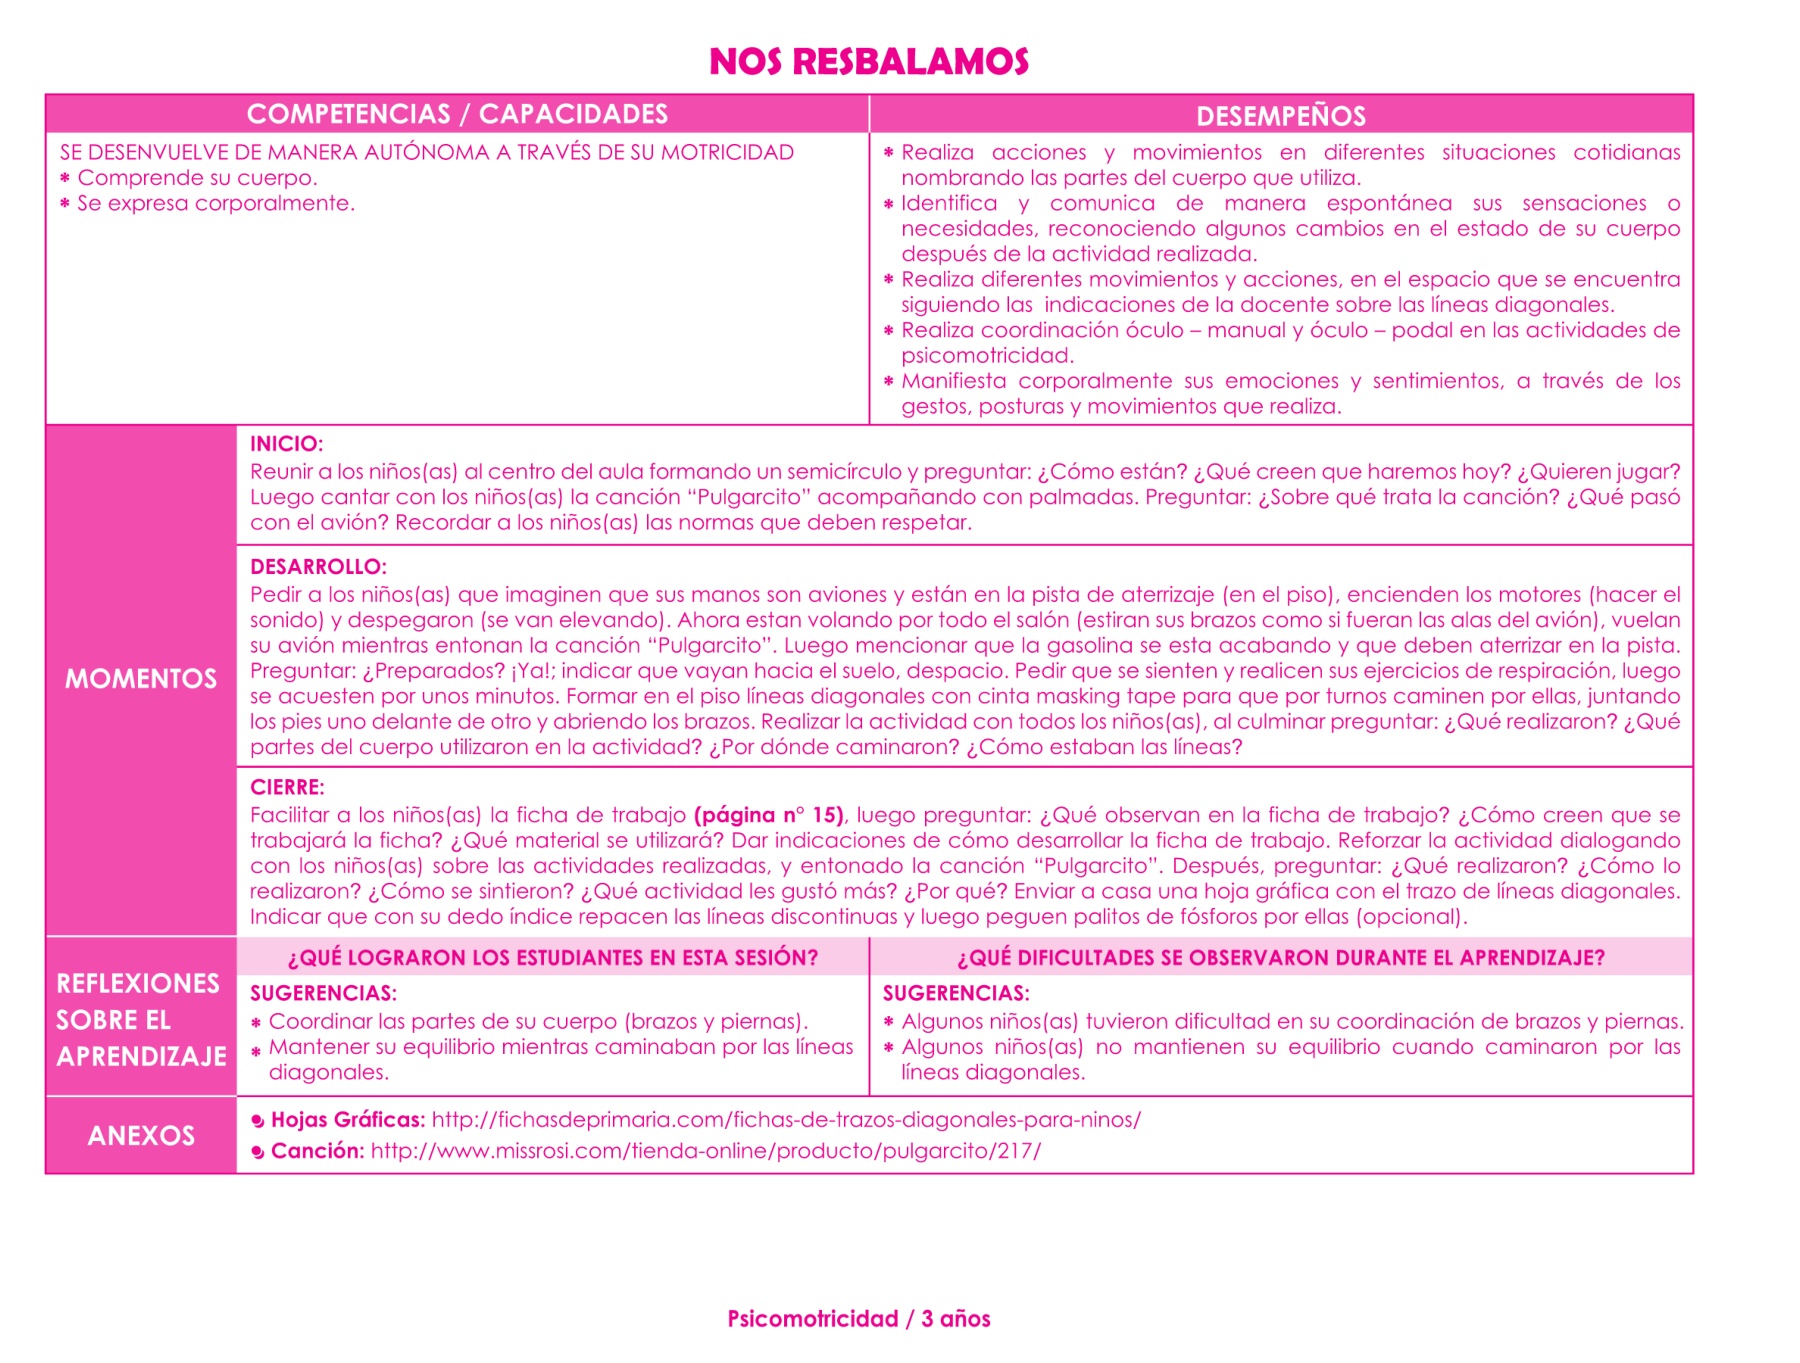 NOS RESBALAMOS
COMPETENCIAS / CAPACIDADES
DESEMPEÑOS
SE DESENVUELVE DE MANERA AUTÓNOMA A TRAVÉS DE SU MOTRICIDAD
* Comprende su cuerpo.
* Se expresa corporalmente.
* Realiza acciones y movimientos en diferentes situaciones cotidianas
nombrando las partes del cuerpo que utiliza.
* Identifica y comunica de manera espontánea sus sensaciones o
necesidades, reconociendo algunos cambios en el estado de su cuerpo
después de la actividad realizada.
* Realiza diferentes movimientos y acciones, en el espacio que se encuentra
siguiendo las indicaciones de la docente sobre las líneas diagonales.
* Realiza coordinación óculo – manual y óculo – podal en las actividades de
psicomotricidad.
* Manifiesta corporalmente sus emociones y sentimientos, a través de los
gestos, posturas y movimientos que realiza.
MOMENTOS
INICIO:
Reunir a los niños(as) al centro del aula formando un semicírculo y preguntar: ¿Cómo están? ¿Qué creen que haremos hoy? ¿Quieren jugar?
Luego cantar con los niños(as) la canción “Pulgarcito” acompañando con palmadas. Preguntar: ¿Sobre qué trata la canción? ¿Qué pasó
con el avión? Recordar a los niños(as) las normas que deben respetar.
DESARROLLO:
Pedir a los niños(as) que imaginen que sus manos son aviones y están en la pista de aterrizaje (en el piso), encienden los motores (hacer el
sonido) y despegaron (se van elevando). Ahora estan volando por todo el salón (estiran sus brazos como si fueran las alas del avión), vuelan
su avión mientras entonan la canción “Pulgarcito”. Luego mencionar que la gasolina se esta acabando y que deben aterrizar en la pista.
Preguntar: ¿Preparados? ¡Ya!; indicar que vayan hacia el suelo, despacio. Pedir que se sienten y realicen sus ejercicios de respiración, luego
se acuesten por unos minutos. Formar en el piso líneas diagonales con cinta masking tape para que por turnos caminen por ellas, juntando
los pies uno delante de otro y abriendo los brazos. Realizar la actividad con todos los niños(as), al culminar preguntar: ¿Qué realizaron? ¿Qué
partes del cuerpo utilizaron en la actividad? ¿Por dónde caminaron? ¿Cómo estaban las líneas?
CIERRE:
Facilitar a los niños(as) la ficha de trabajo (página n° 15), luego preguntar: ¿Qué observan en la ficha de trabajo? ¿Cómo creen que se
trabajará la ficha? ¿Qué material se utilizará? Dar indicaciones de cómo desarrollar la ficha de trabajo. Reforzar la actividad dialogando
con los niños(as) sobre las actividades realizadas, y entonado la canción “Pulgarcito”. Después, preguntar: ¿Qué realizaron? ¿Cómo lo
realizaron? ¿Cómo se sintieron? ¿Qué actividad les gustó más? ¿Por qué? Enviar a casa una hoja gráfica con el trazo de líneas diagonales.
Indicar que con su dedo índice repacen las líneas discontinuas y luego peguen palitos de fósforos por ellas (opcional).
REFLEXIONES
SOBRE EL
APRENDIZAJE
¿QUÉ LOGRARON LOS ESTUDIANTES EN ESTA SESIÓN?
SUGERENCIAS:
* Coordinar las partes de su cuerpo (brazos y piernas).
* Mantener su equilibrio mientras caminaban por las líneas
diagonales.
¿QUÉ DIFICULTADES SE OBSERVARON DURANTE EL APRENDIZAJE?
SUGERENCIAS:
* Algunos niños(as) tuvieron dificultad en su coordinación de brazos y piernas.
* Algunos niños(as) no mantienen su equilibrio cuando caminaron por las
líneas diagonales.
ANEXOS
Hojas Gráficas: http://fichasdeprimaria.com/fichas-de-trazos-diagonales-para-ninos/
Canción: http://www.missrosi.com/tienda-online/producto/pulgarcito/217/
Psicomotricidad / 3 años